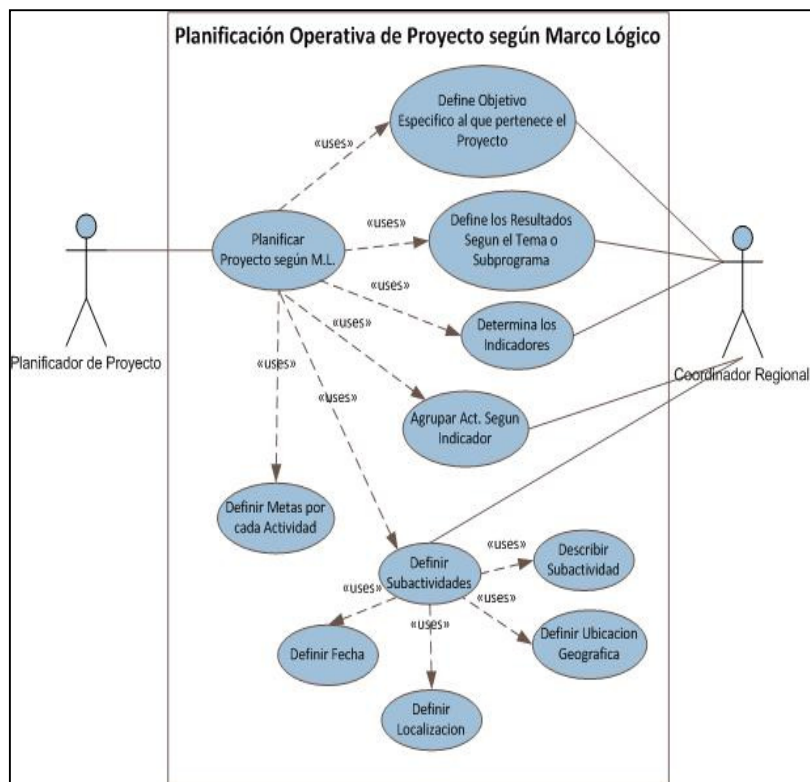 Planificación Operativa de Proyecto según Marco Lógico
Define Objetivo
Especifico al que pertenece el
Proyecto
«uses»
Planificar
Proyecto según M.L.
«uses»
Define los Resultados
Segun el Tema o
Subprograma
«uses»
Determina los
Indicadores
«uses»
Agrupar Act. Segun
Indicador
«uses»
«uses»
Planificador de Proyecto
Coordinador Regional
Definir Metas por
cada Actividad
Definir
Subactividades
«uses»
Describir
Subactividad
«uses»
Definir Fecha
«uses»
Definir
Localizacion
«uses»
Definir Ubicacion
Geografica